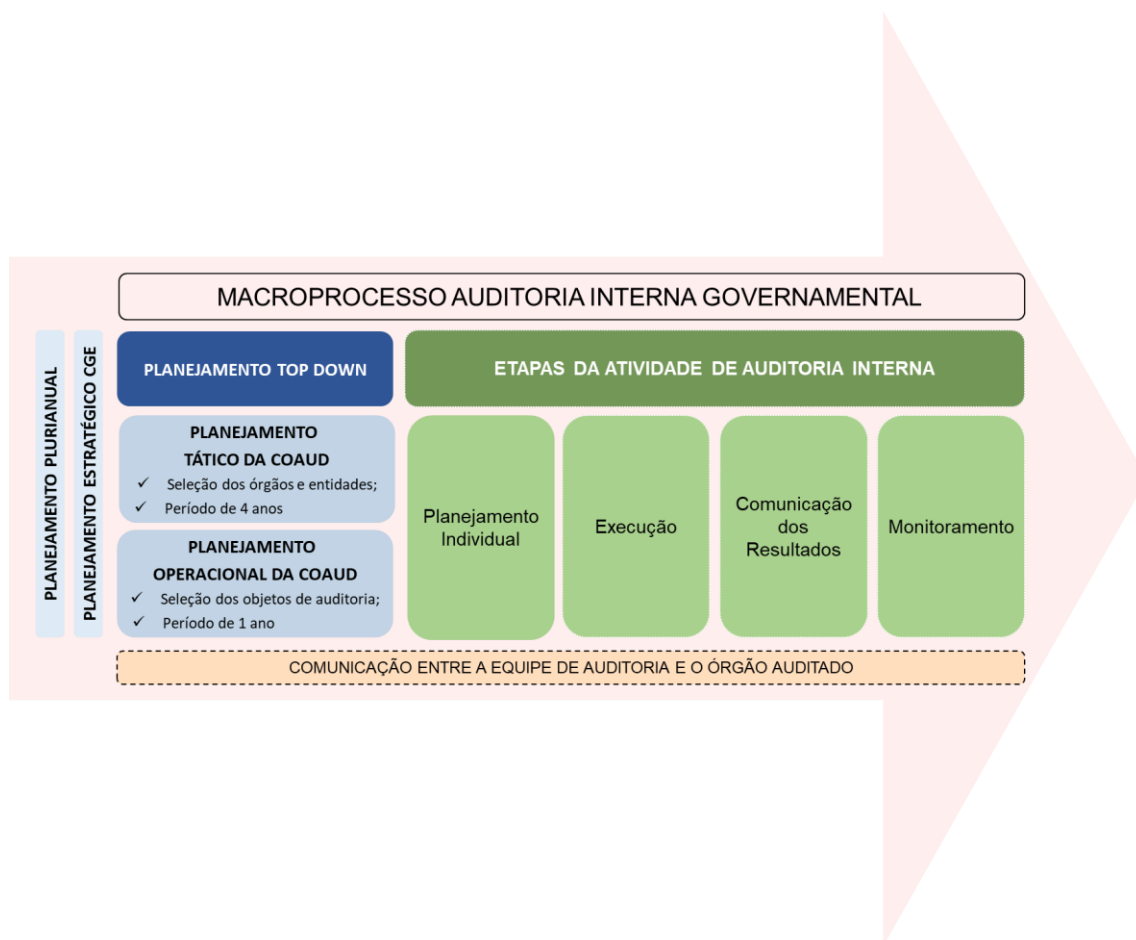 MACROPROCESSO AUDITORIA INTERNA GOVERNAMENTAL
PLANEJAMENTO PLURIANUAL
PLANEJAMENTO ESTRATÉGICO CGE
PLANEJAMENTO TOP DOWN
PLANEJAMENTO
TÁTICO DA COAUD
✓ Seleção dos órgãos e entidades;
✓ Período de 4 anos
PLANEJAMENTO
OPERACIONAL DA COAUD
✓ Seleção dos objetos de auditoria;
✓ Período de 1 ano
ETAPAS DA ATIVIDADE DE AUDITORIA INTERNA
Planejamento
Individual
Execução
Comunicação
dos
Resultados
Monitoramento
COMUNICAÇÃO ENTRE A EQUIPE DE AUDITORIA E O ÓRGÃO AUDITADO